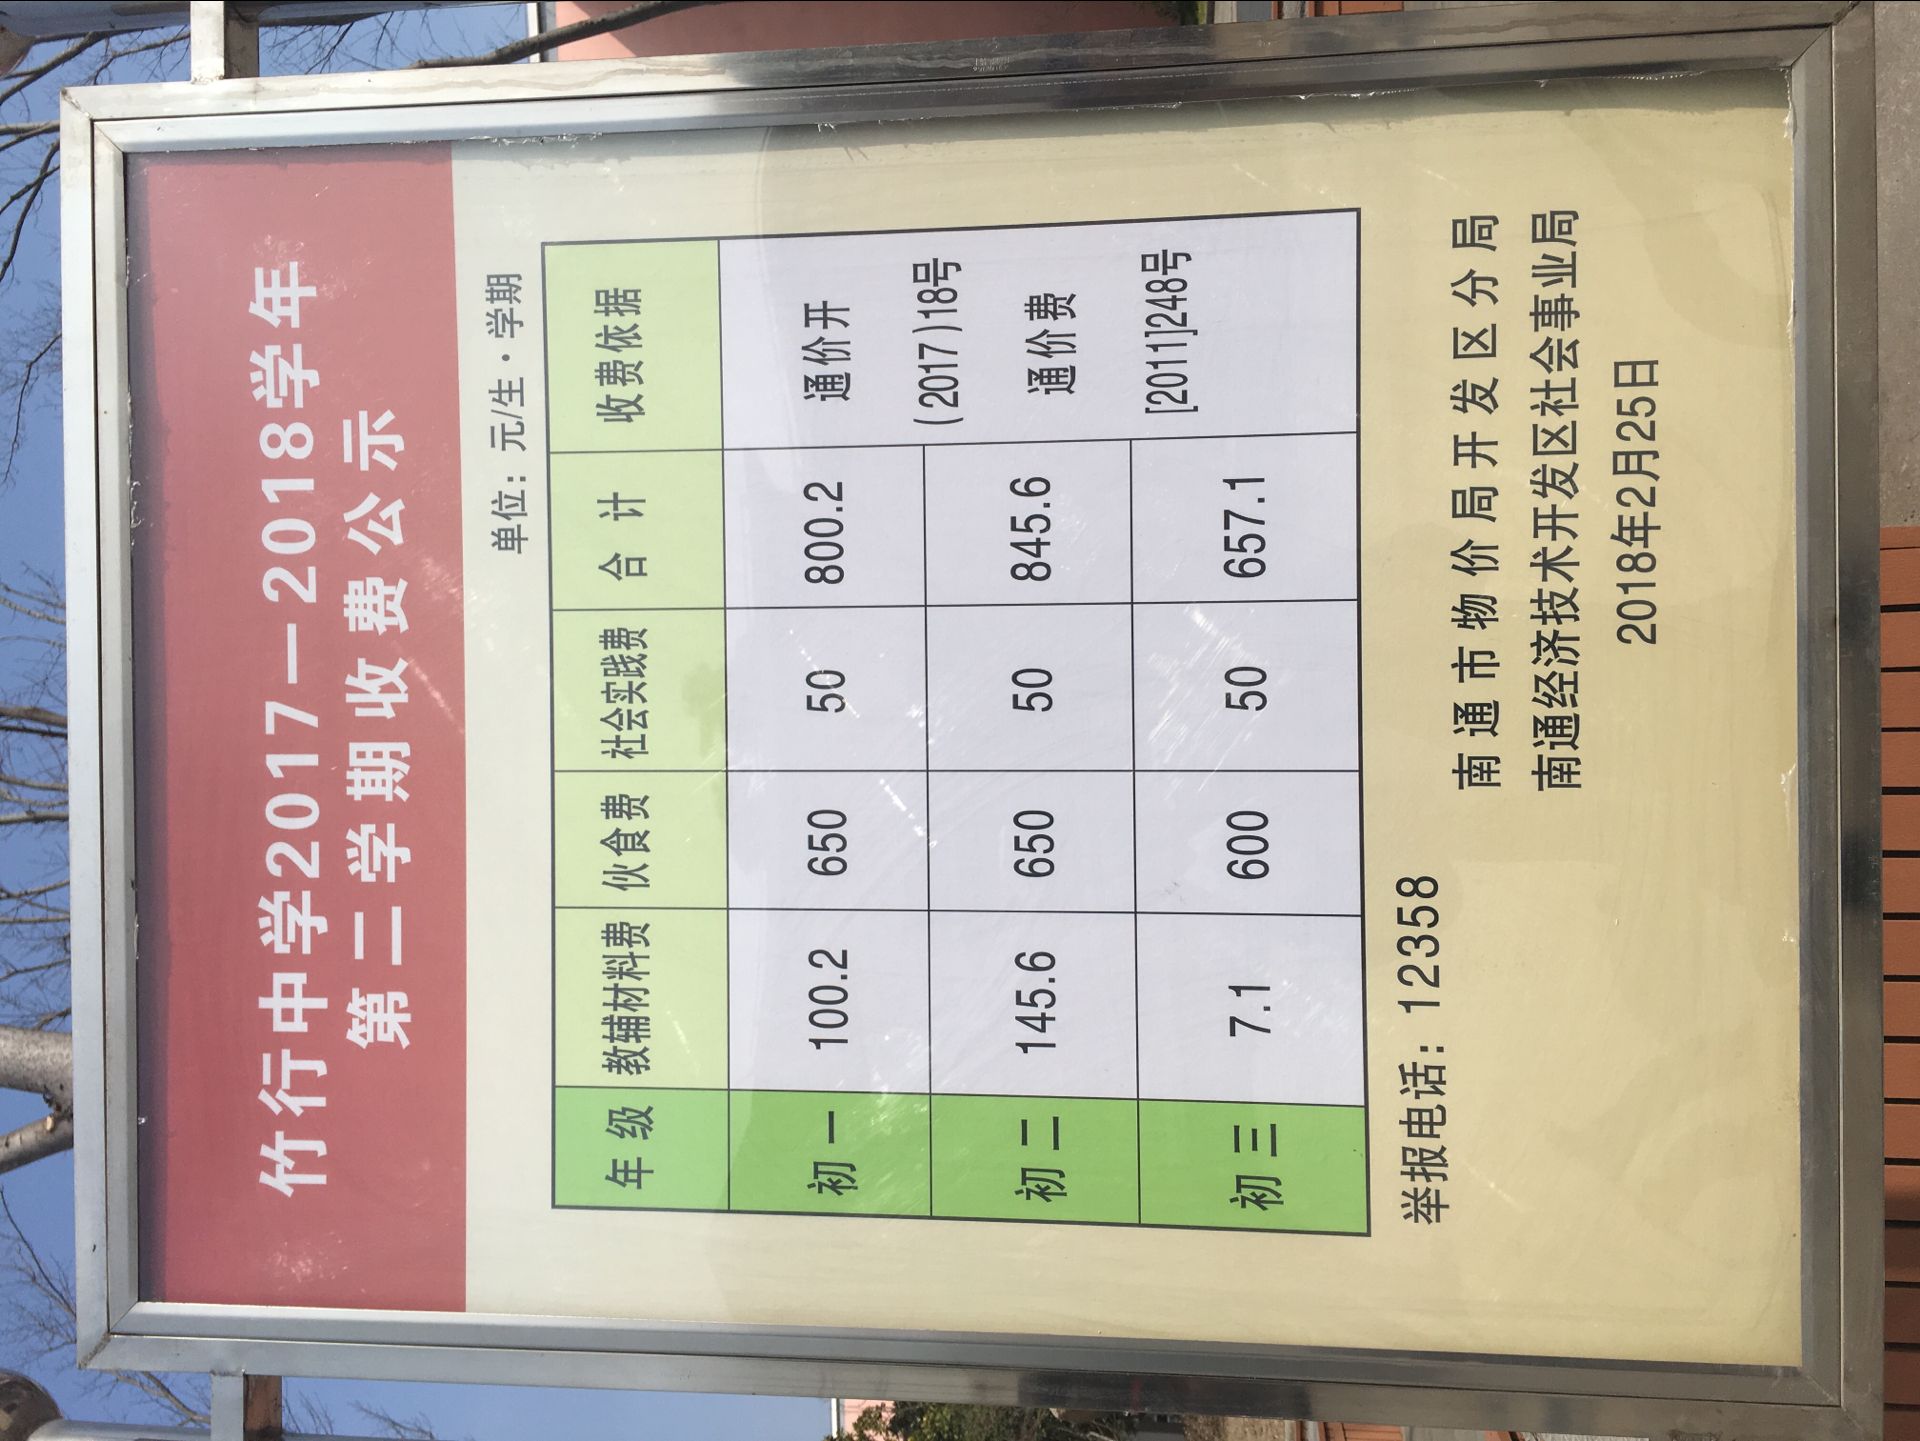 竹行中学2017－2018学年
第二学期收费公示
单位：元/生·学期
年级 教辅材料费 伙食费 社会实践费 合计 收费依据
初一 100.2 650 50 800.2 通价开
(2017)18号
初二 145.6 650 50 845.6 通价费
[2011]248号
初三 7.1 600 50 657.1
举报电话：12358
南通市物价局开发区分局
南通经济技术开发区社会事业局
2018年2月25日